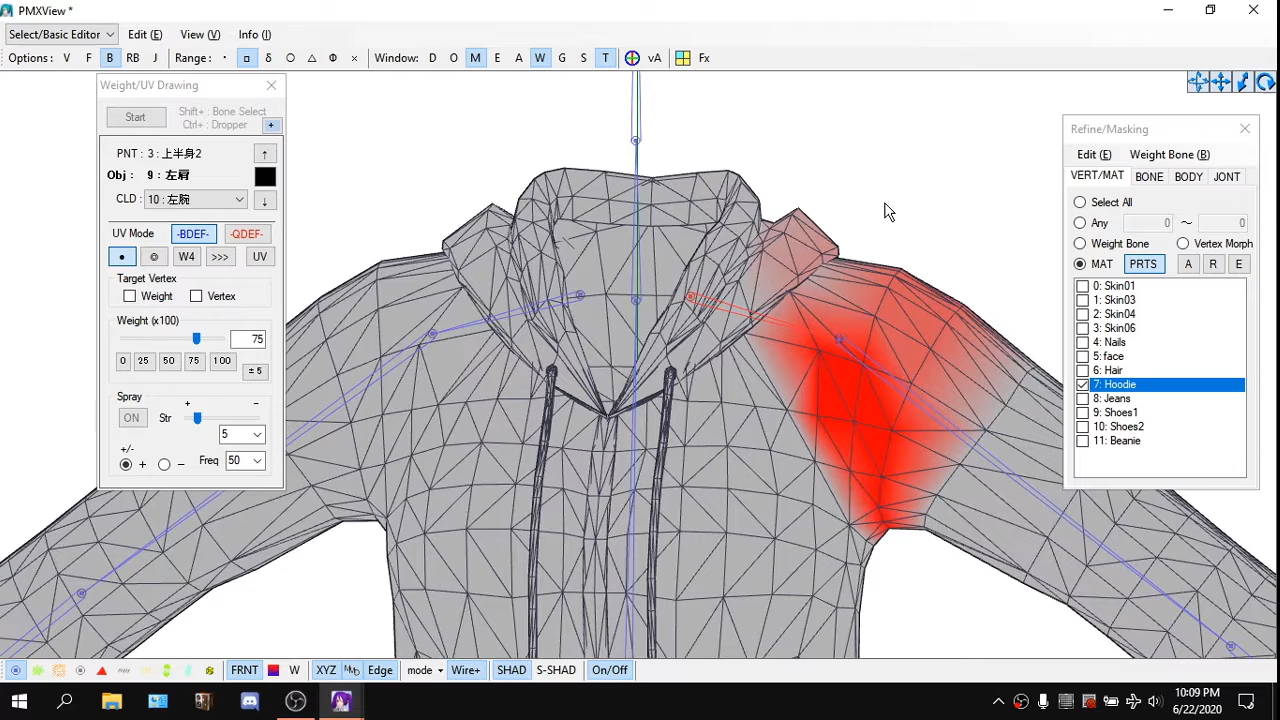 PMXView *
Select/Basic Editor Edit (E) View (V) Info (I)
Options: V F B RB J Range: Window: D O M E A W G S T vA Fx
Weight/UV Drawing
Start
Shift+ : Bone Select
Ctrl+ : Dropper
+
PNT : 3 : 上半身2 ↑
Obj : 9 : 左肩
CLD : 10 : 左腕 ↓
UV Mode -BDEF- -QDEF-
● ◎ W4 >>> UV
Target Vertex
Weight Vertex
Weight (x100)
75
0 25 50 75 100
± 5
Spray
+ −
ON Str
5
+/-
+ − Freq 50
Refine/Masking
Edit (E) Weight Bone (B)
VERT/MAT BONE BODY JONT
Select All
Any 0 ～ 0
Weight Bone Vertex Morph
MAT PRTS A R E
0: Skin01
1: Skin03
2: Skin04
3: Skin06
4: Nails
5: face
6: Hair
7: Hoodie
8: Jeans
9: Shoes1
10: Shoes2
11: Beanie
FRNT W XYZ Edge mode Wire+ SHAD S-SHAD On/Off
10:09 PM
6/22/2020